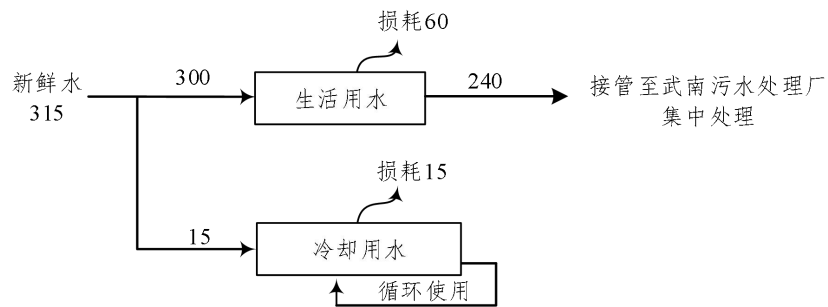 损耗60
新鲜水
315
300
生活用水
240
接管至武南污水处理厂
集中处理
损耗15
15
冷却用水
循环使用